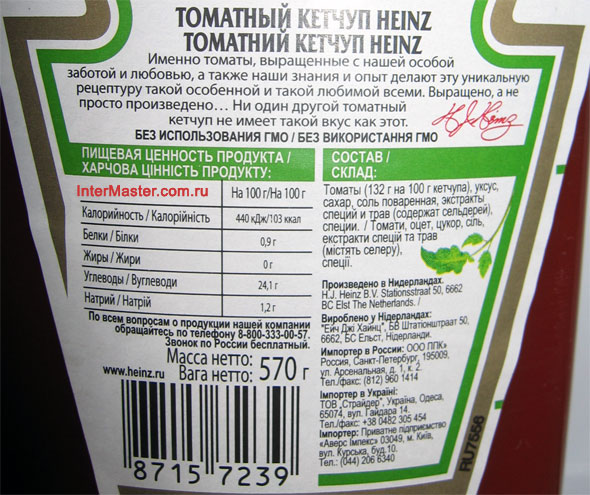 ТОМАТНЫЙ КЕТЧУП HEINZ
ТОМАТНИЙ КЕТЧУП HEINZ
Именно томаты, выращенные с нашей особой
заботой и любовью, а также наши знания и опыт делают эту уникальную
рецептуру такой особенной и такой любимой всеми. Выращено, а не
просто произведено... Ни один другой томатный
кетчуп не имеет такой вкус как этот.
БЕЗ ИСПОЛЬЗОВАНИЯ ГМО / БЕЗ ВИКОРИСТАННЯ ГМО
ПИЩЕВАЯ ЦЕННОСТЬ ПРОДУКТА /
ХАРЧОВА ЦІННІСТЬ ПРОДУКТУ:
InterMaster.com.ru
На 100 г/На 100 г
Калорийность / Калорійність 440 кДж/103 ккал
Белки / Білки 0,9 г
Жиры / Жири 0 г
Углеводы / Вуглеводи 24,1 г
Натрий / Натрій 1,2 г
По всем вопросам о продукции нашей компании
обращайтесь по телефону 8-800-333-00-57.
Звонок по России бесплатный.
www.heinz.ru
Масса нетто:
Вага нетто: 570 г
8715 7239
СОСТАВ /
СКЛАД:
Томаты (132 г на 100 г кетчупа), уксус,
сахар, соль поваренная, экстракты
специй и трав (содержат сельдерей),
специи. / Томати, оцет, цукор, сіль,
екстракти спецій та трав
(містять селеру),
спеції.
Произведено в Нидерландах.
H.J. Heinz B.V. Stationsstraat 50, 6662
BC Elst The Netherlands. /
Вироблено у Нідерландах:
"Ейч Джі Хайнц", БВ Штатіонштраат 50,
6662, БС Ельст, Нідерланди.
Импортер в России: ООО ППК»
Россия, Санкт-Петербург, 195009,
ул. Арсенальная, д. 1, к. 2.
Тел./факс: (812) 960 1414
Імпортер в Україні:
ТОВ "Страйдер", Україна, Одеса,
65074, вул. Гайдара 14.
Тел./факс: +38 0482 305 454
Імпортер: Приватне підприємство
«Аверс Імпекс» 03049, м. Київ,
вул. Курська, буд.10.
Тел.: (044) 206 6340
RU7556